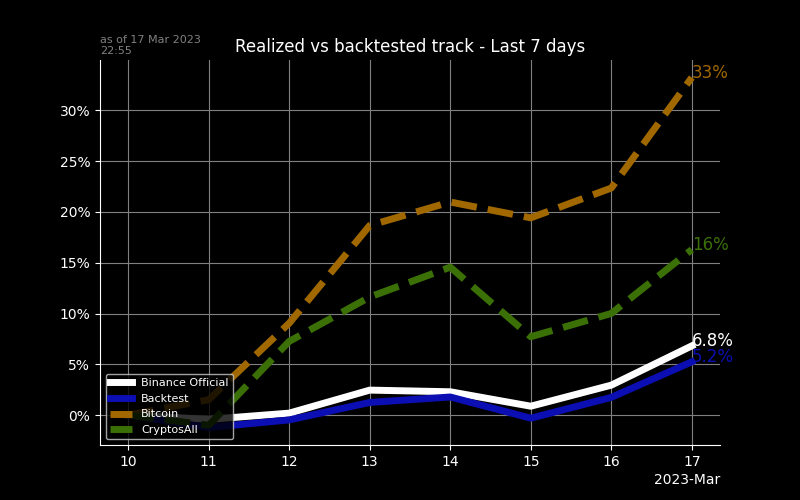 as of 17 Mar 2023
22:55
Realized vs backtested track - Last 7 days
33%
30%
25%
20%
16%
15%
10%
6.8%
5.2%
5%
0%
Binance Official
Backtest
Bitcoin
CryptosAll
10 11 12 13 14 15 16 17
2023-Mar